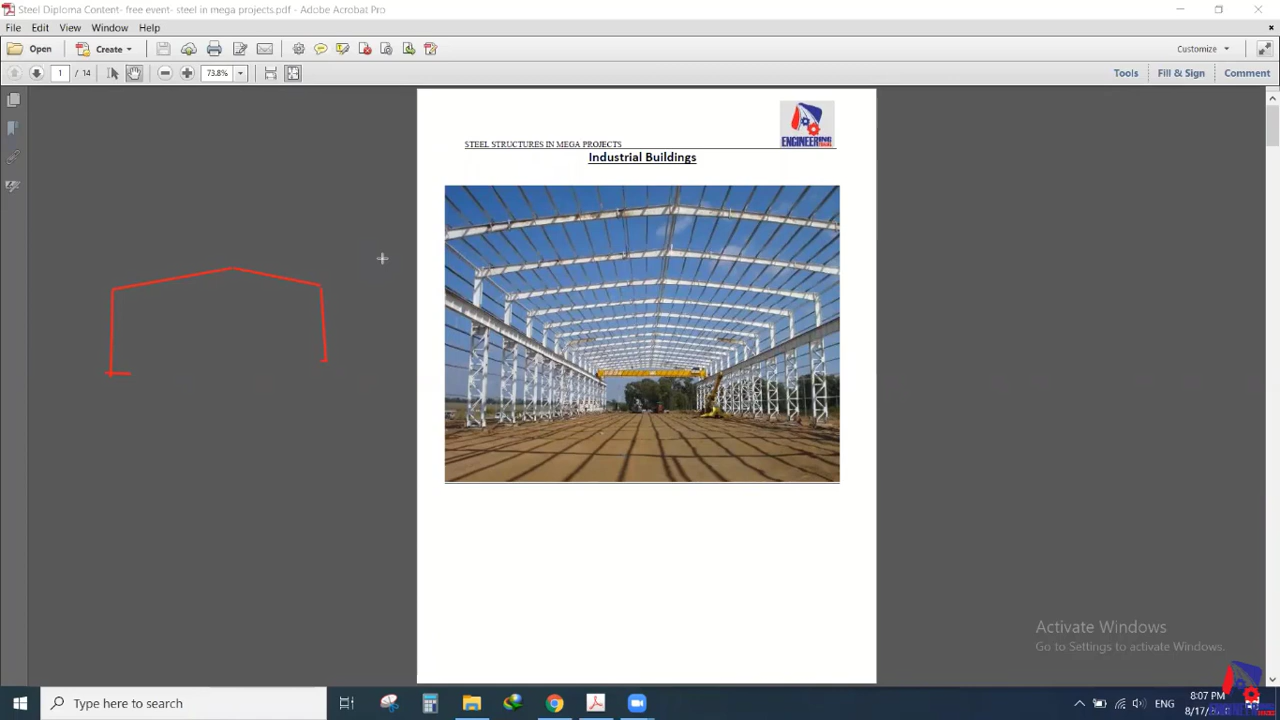 Steel Diploma Content- free event- steel in mega projects.pdf - Adobe Acrobat Pro
File Edit View Window Help
Open Create Customize
1 / 14 73.8% Tools Fill & Sign Comment
ENGINEERING
STEEL STRUCTURES IN MEGA PROJECTS
Industrial Buildings
Activate Windows
Go to Settings to activate Windows.
Type here to search
ENG
8:07 PM